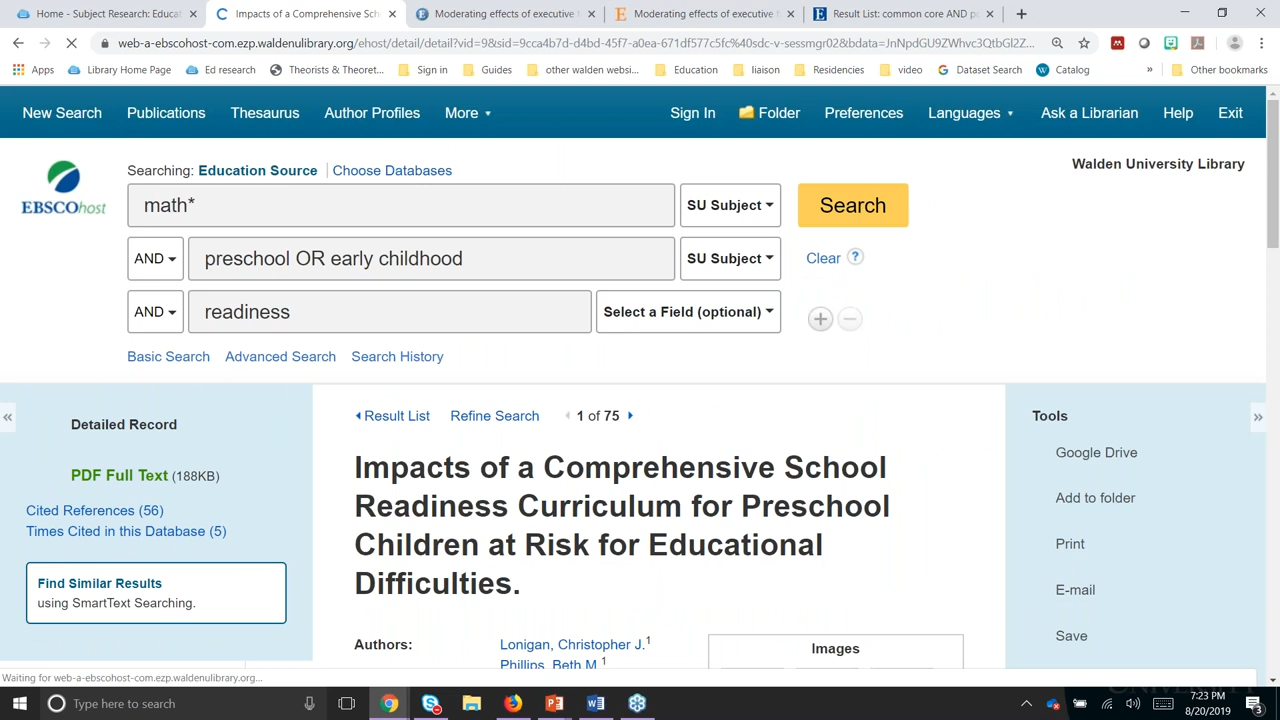 Home - Subject Research: Educat
Impacts of a Comprehensive Scho
Moderating effects of executive f
Moderating effects of executive f
Result List: common core AND po
web-a-ebscohost-com.ezp.waldenulibrary.org/ehost/detail/detail?vid=98&sid=9cca4b7d-d4bd-45f7-a0ea-671df577c5fc%40sdc-v-sessmgr02&bdata=JnNpdGU9ZWhvc3QtbGl2Z...
Apps
Library Home Page
Ed research
Theorists & Theoret...
Sign in
Guides
other walden websi...
Education
liaison
Residencies
video
Dataset Search
Catalog
»
Other bookmarks
New Search
Publications
Thesaurus
Author Profiles
More
Sign In
Folder
Preferences
Languages
Ask a Librarian
Help
Exit
EBSCOhost
Searching: Education Source | Choose Databases
Walden University Library
math*
SU Subject
Search
AND
preschool OR early childhood
SU Subject
Clear ?
AND
readiness
Select a Field (optional)
Basic Search
Advanced Search
Search History
«
Detailed Record
PDF Full Text (188KB)
Cited References (56)
Times Cited in this Database (5)
Find Similar Results
using SmartText Searching.
Result List
Refine Search
1 of 75
Impacts of a Comprehensive School
Readiness Curriculum for Preschool
Children at Risk for Educational
Difficulties.
Authors:
Lonigan, Christopher J.1
Phillips, Beth M.1
Images
»
Tools
Google Drive
Add to folder
Print
E-mail
Save
Waiting for web-a-ebscohost-com.ezp.waldenulibrary.org...
Type here to search
7:23 PM
8/20/2019
3